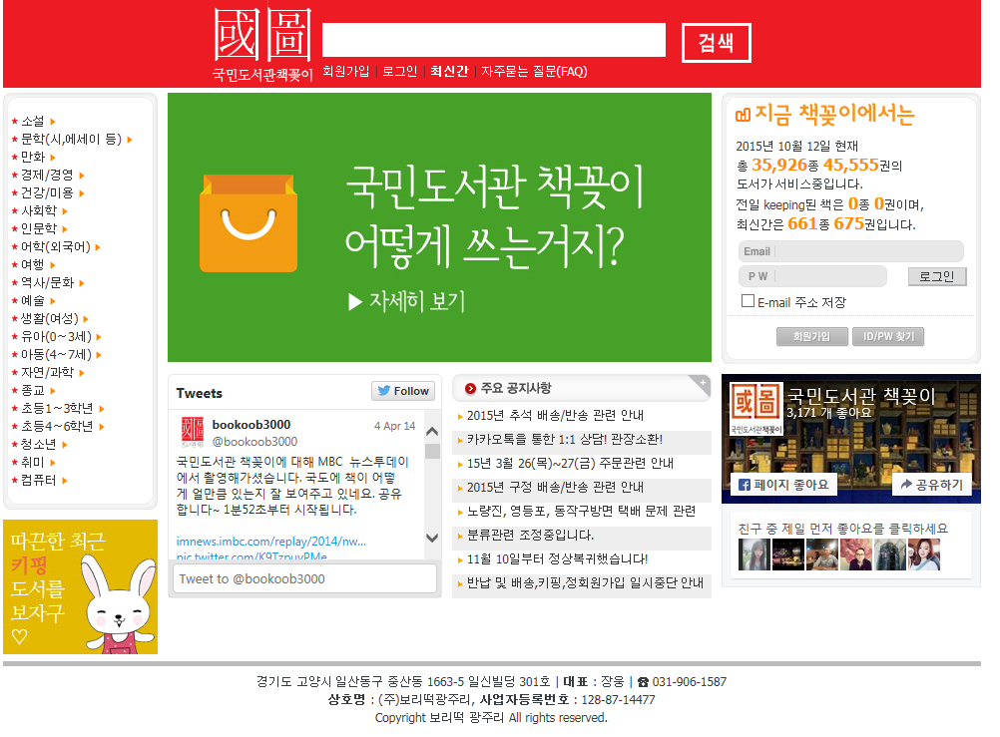 國圖
국민도서관책꽂이
검색
회원가입 | 로그인 | 최신간 | 자주묻는 질문(FAQ)
* 소설
* 문학(시,에세이 등)
* 만화
* 경제/경영
* 건강/미용
* 사회학
* 인문학
* 어학(외국어)
* 여행
* 역사/문화
* 예술
* 생활(여성)
* 유아(0~3세)
* 아동(4~7세)
* 자연/과학
* 종교
* 초등1~3학년
* 초등4~6학년
* 청소년
* 취미
* 컴퓨터
따끈한 최근
키핑
도서를
보자구
♡
국민도서관 책꽂이
어떻게 쓰는거지?
▶ 자세히 보기
Tweets
Follow
bookoob3000
4 Apr 14
@bookoob3000
국민도서관 책꽂이에 대해 MBC 뉴스투데이
에서 촬영해가셨습니다. 국도에 책이 어떻
게 얼만큼 있는지 잘 보여주고 있네요. 공유
합니다~ 1분52초부터 시작됩니다.
imnews.imbc.com/replay/2014/nw...
pic.twitter.com/K9TzpuvPMe
Tweet to @bookoob3000
주요 공지사항
2015년 추석 배송/반송 관련 안내
카카오톡을 통한 1:1 상담! 관장소환!
15년 3월 26(목)~27(금) 주문관련 안내
2015년 구정 배송/반송 관련 안내
노량진, 영등포, 동작구방면 택배 문제 관련
분류관련 조정중입니다.
11월 10일부터 정상복귀했습니다!
반납 및 배송,키핑,정회원가입 일시중단 안내
지금 책꽂이에서는
2015년 10월 12일 현재
총 35,926종 45,555권의
도서가 서비스중입니다.
전일 keeping된 책은 0종 0권이며,
최신간은 661종 675권입니다.
Email
P W
로그인
E-mail 주소 저장
회원가입
ID/PW 찾기
國圖
국민도서관책꽂이
국민도서관 책꽂이
3,171 개 좋아요
페이지 좋아요
공유하기
친구 중 제일 먼저 좋아요를 클릭하세요
경기도 고양시 일산동구 중산동 1663-5 일신빌딩 301호 | 대표 : 장웅 | ☎ 031-906-1587
상호명 : (주)보리떡광주리, 사업자등록번호 : 128-87-14477
Copyright 보리떡 광주리 All rights reserved.